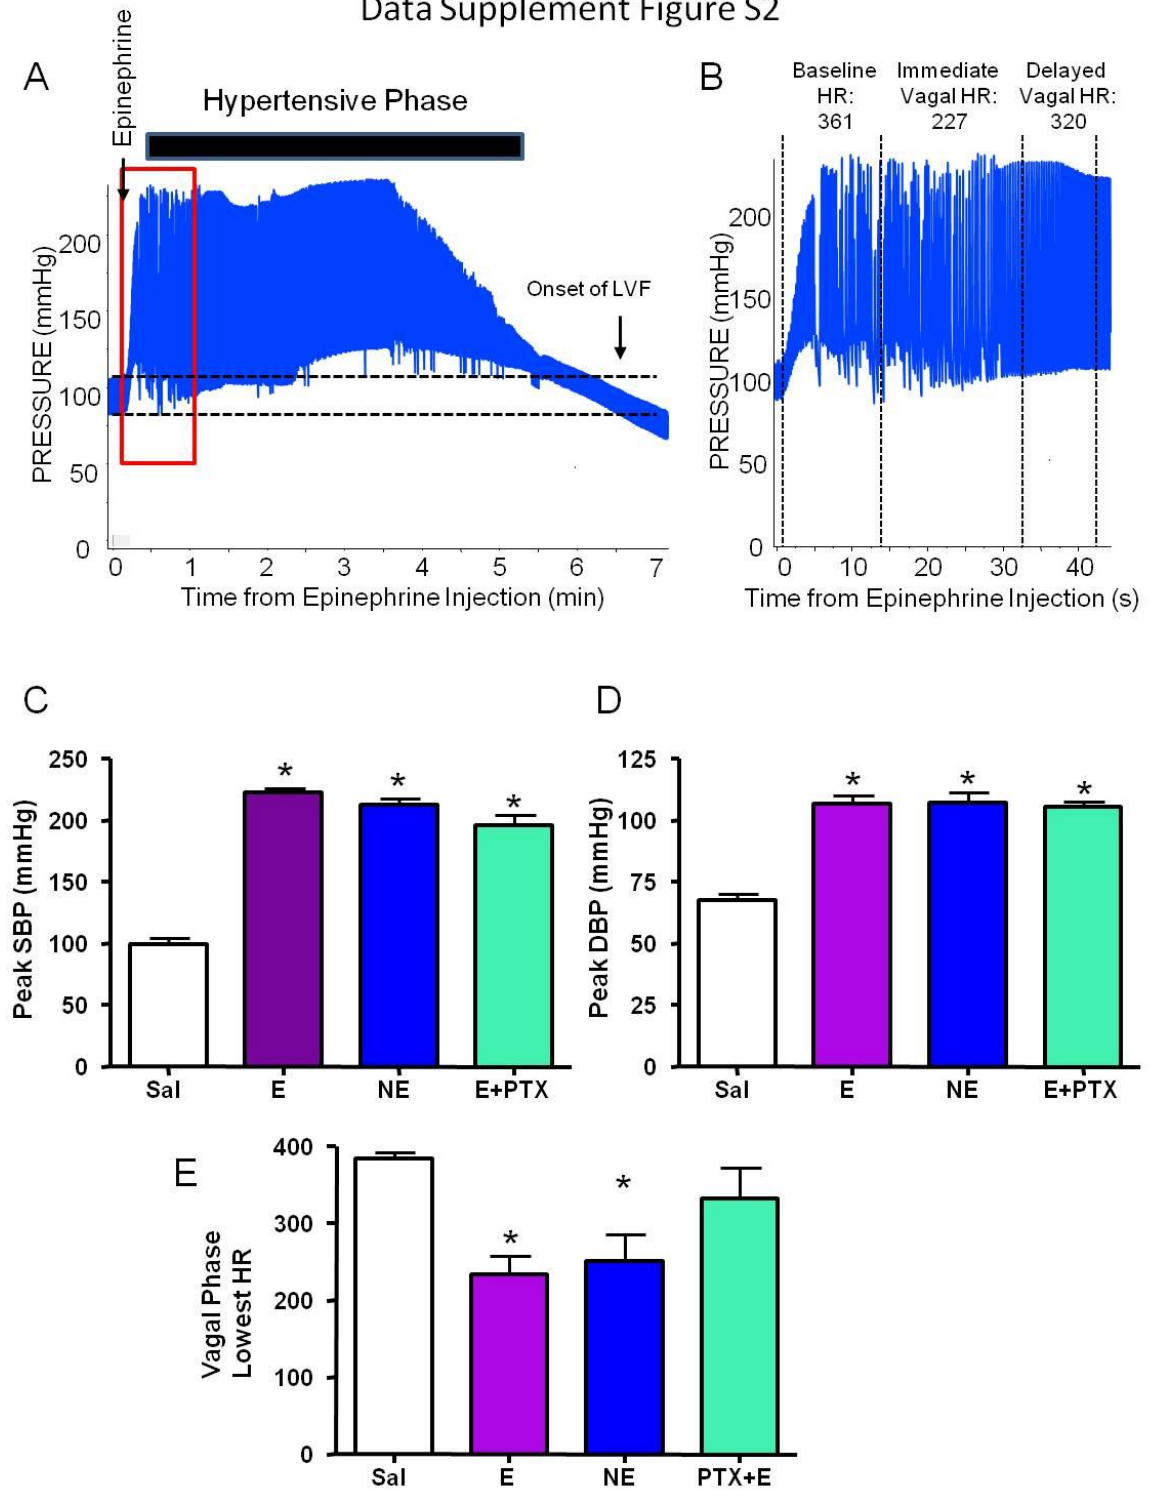 Data Supplement Figure S2
A
Epinephrine
Hypertensive Phase
PRESSURE (mmHg)
200
150
100
50
0
Onset of LVF
0 1 2 3 4 5 6 7
Time from Epinephrine Injection (min)
B
Baseline
HR:
361
Immediate
Vagal HR:
227
Delayed
Vagal HR:
320
PRESSURE (mmHg)
200
150
100
50
0
0 10 20 30 40
Time from Epinephrine Injection (s)
C
Peak SBP (mmHg)
250
200
150
100
50
0
* * *
Sal E NE E+PTX
D
Peak DBP (mmHg)
125
100
75
50
25
0
* * *
Sal E NE E+PTX
E
Vagal Phase
Lowest HR
400
300
200
100
0
* *
Sal E NE PTX+E